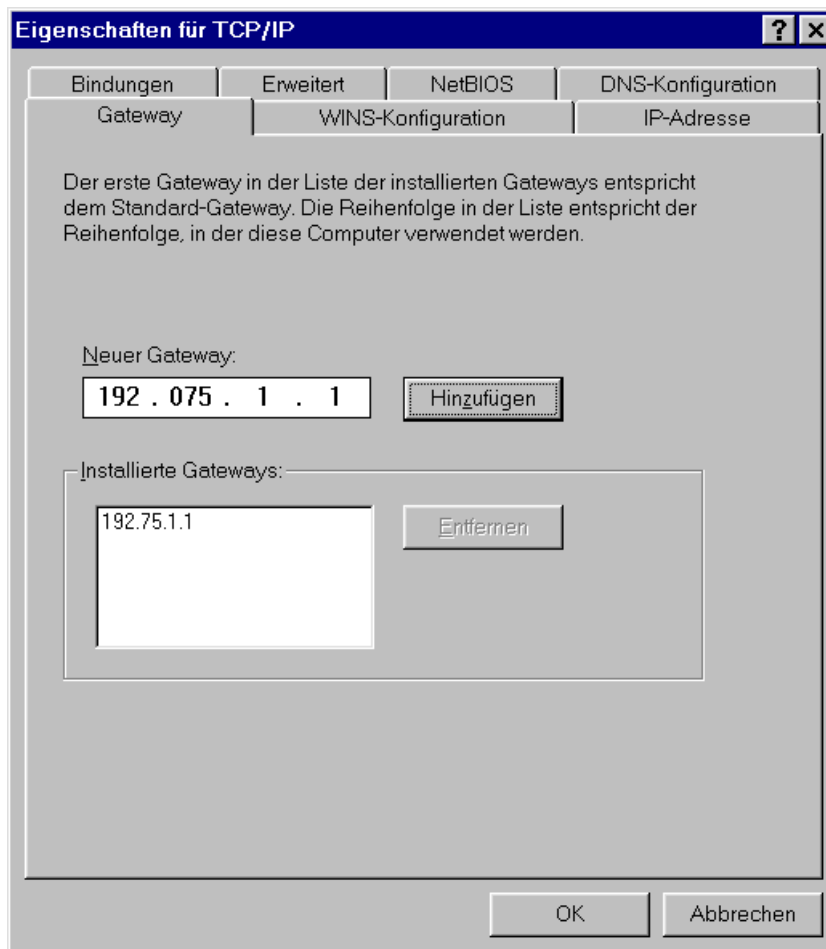 Eigenschaften für TCP/IP
Bindungen Erweitert NetBIOS DNS-Konfiguration
Gateway WINS-Konfiguration IP-Adresse
Der erste Gateway in der Liste der installierten Gateways entspricht
dem Standard-Gateway. Die Reihenfolge in der Liste entspricht der
Reihenfolge, in der diese Computer verwendet werden.
Neuer Gateway:
192 . 075 . 1 . 1 Hinzufügen
Installierte Gateways:
192.75.1.1 Entfernen
OK Abbrechen